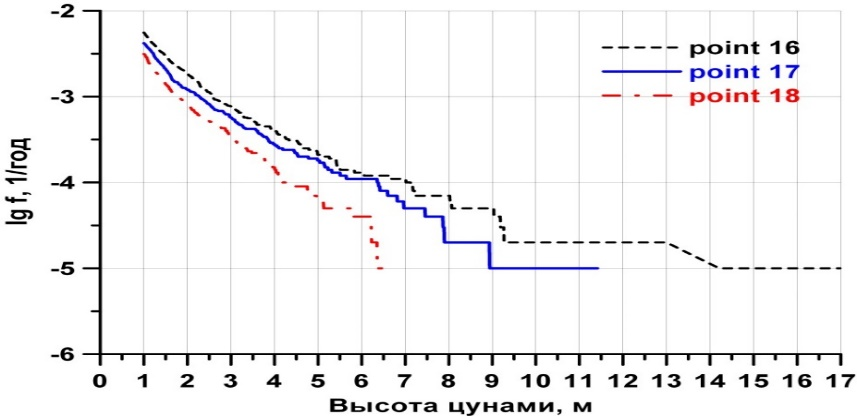 -2
point 16
point 17
point 18
-3
-4
-5
-6
lg f, 1/год
0 1 2 3 4 5 6 7 8 9 10 11 12 13 14 15 16 17
Высота цунами, м